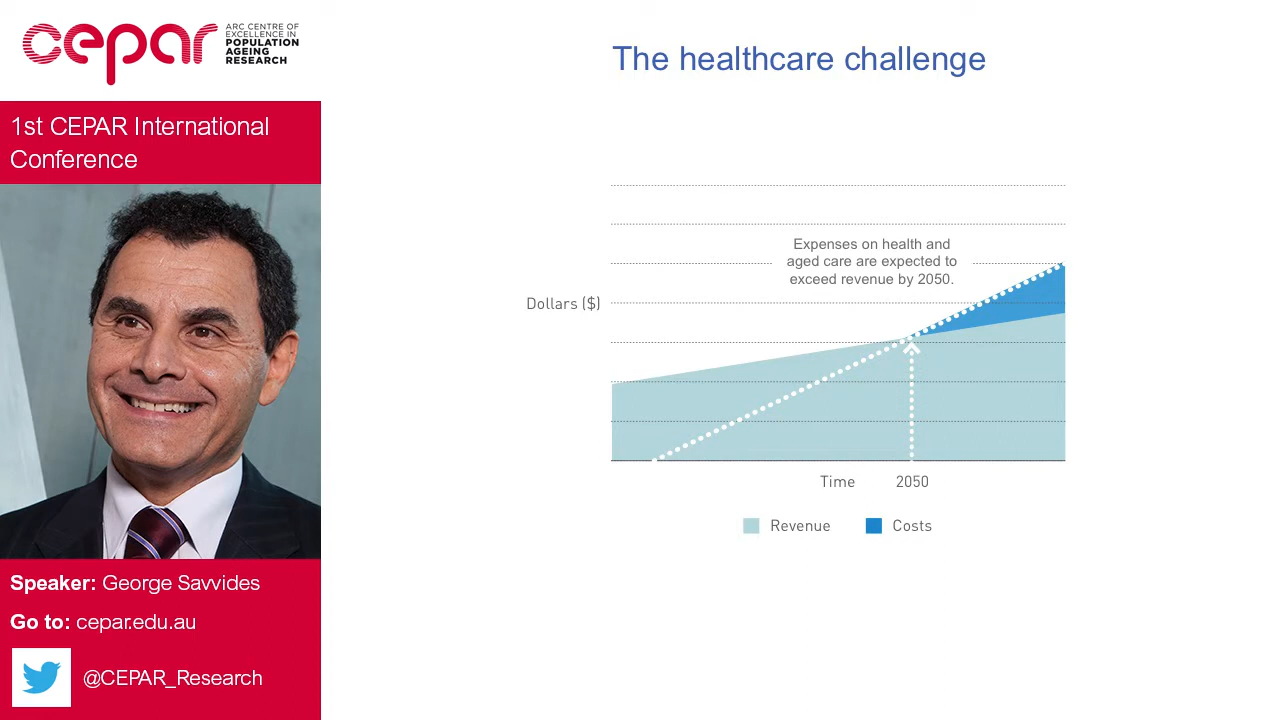 cepar
ARC CENTRE OF
EXCELLENCE IN
POPULATION
AGEING
RESEARCH
1st CEPAR International
Conference
Speaker: George Savvides
Go to: cepar.edu.au
@CEPAR_Research
The healthcare challenge
Expenses on health and
aged care are expected to
exceed revenue by 2050.
Dollars ($)
Time 2050
Revenue Costs